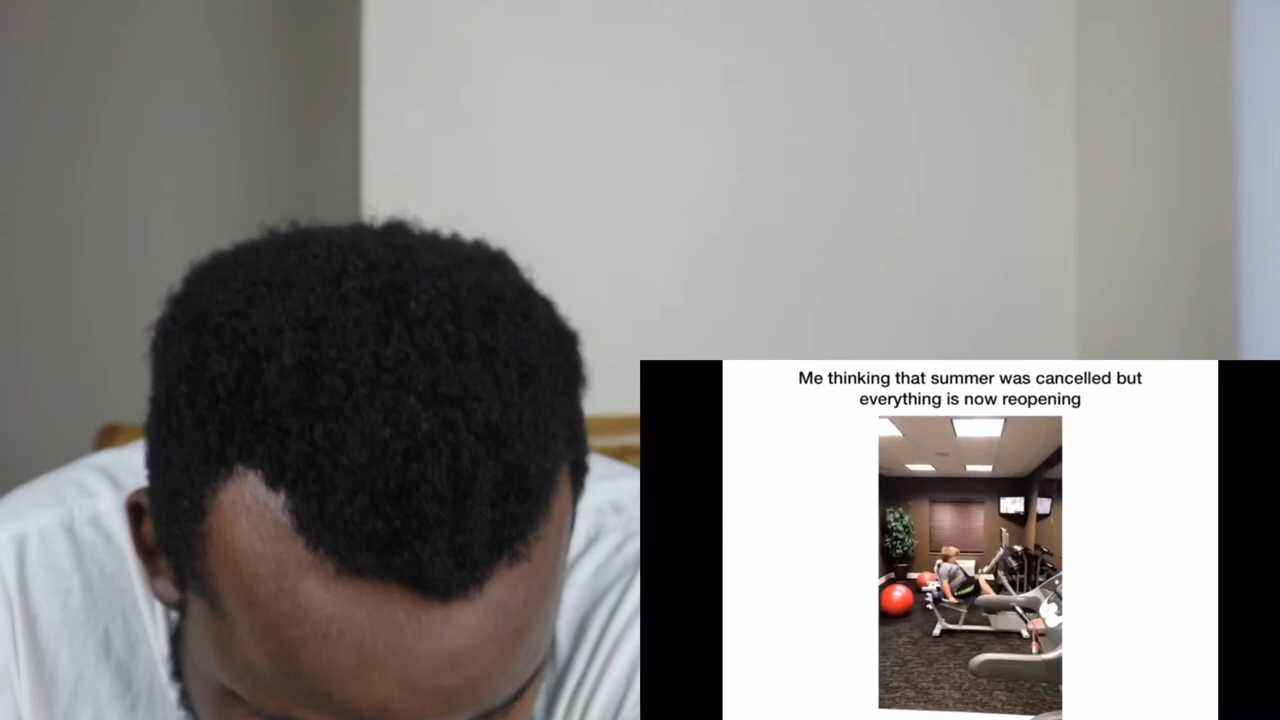 Me thinking that summer was cancelled but
everything is now reopening